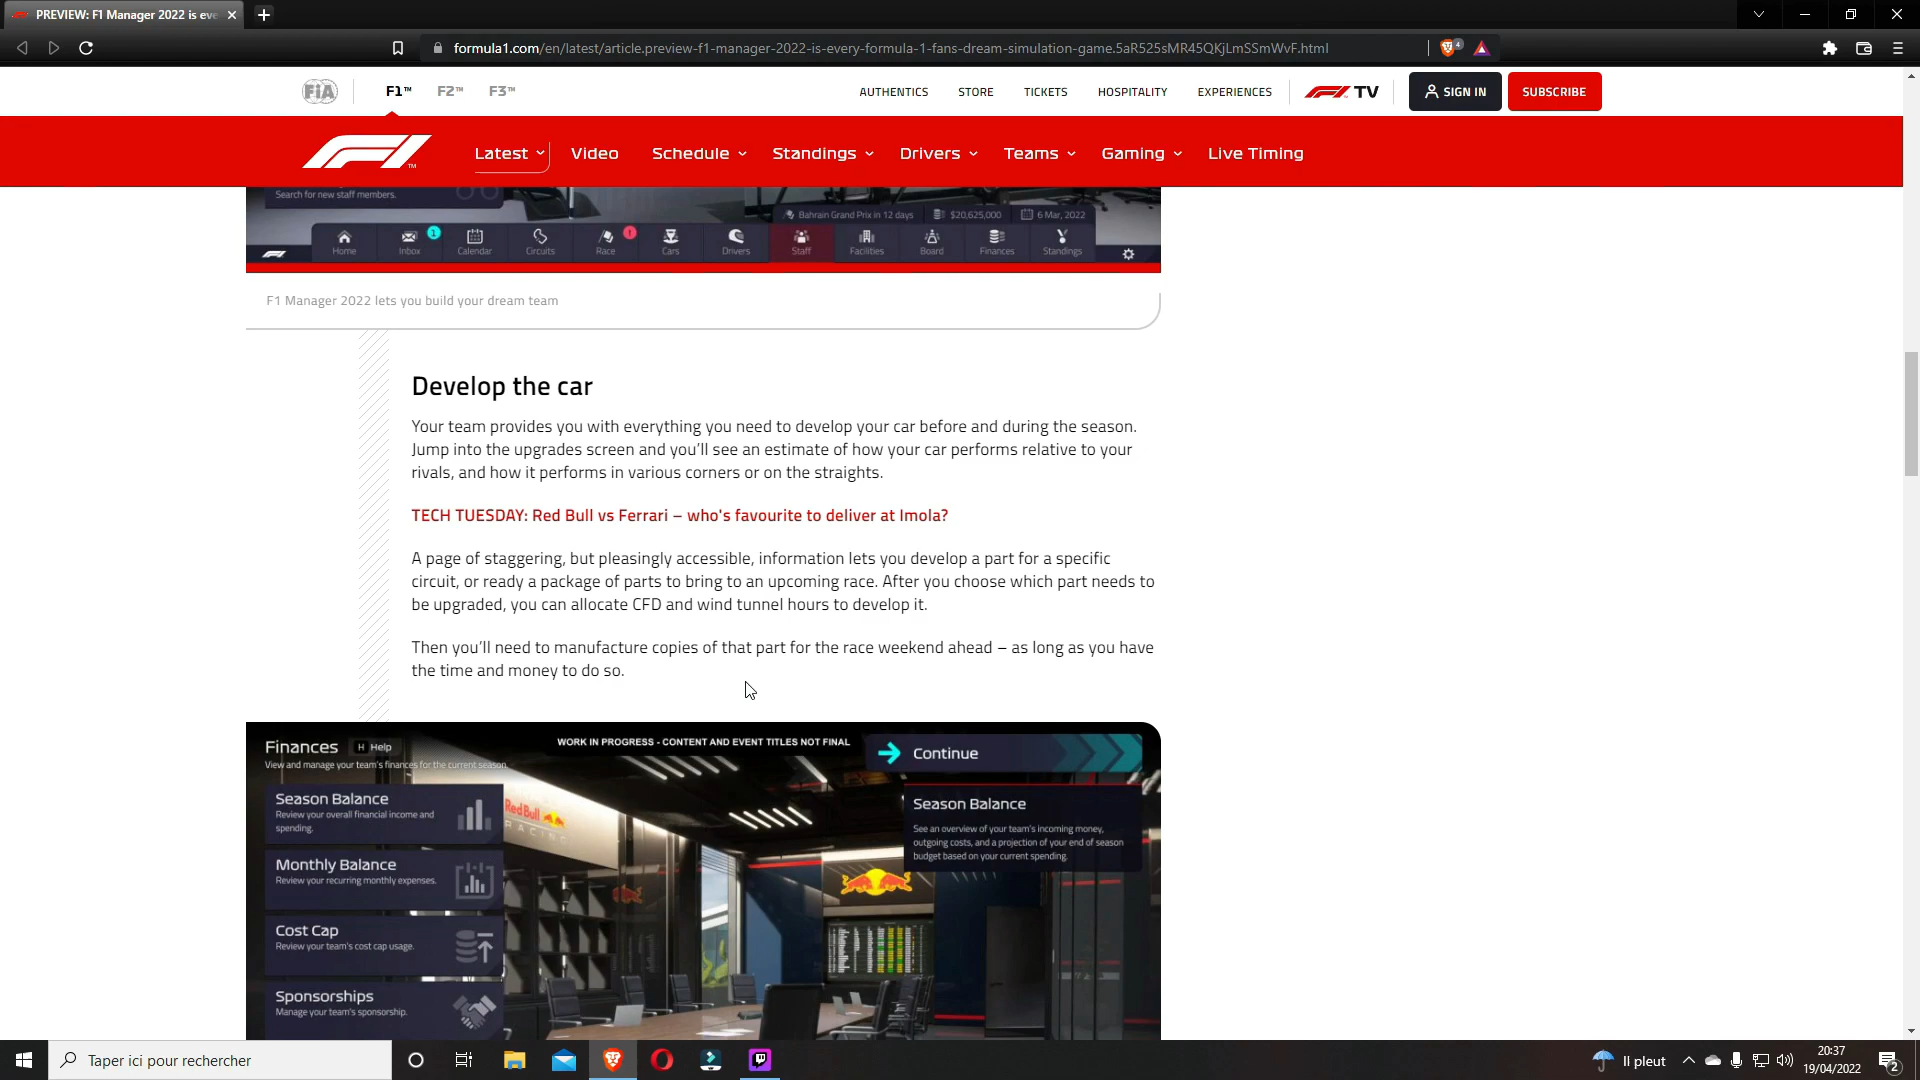 PREVIEW: F1 Manager 2022 is eve
formula1.com/en/latest/article.preview-f1-manager-2022-is-every-formula-1-fans-dream-simulation-game.5aR525sMR45QKjLmSSmWvF.html
4
FIA
F1™
F2™
F3™
AUTHENTICS
STORE
TICKETS
HOSPITALITY
EXPERIENCES
F1 TV
SIGN IN
SUBSCRIBE
Latest
Video
Schedule
Standings
Drivers
Teams
Gaming
Live Timing
Search for new staff members.
Bahrain Grand Prix in 12 days
$20,625,000
6 Mar, 2022
Home
Inbox
1
Calendar
Circuits
Race
!
Cars
Drivers
Staff
Facilities
Board
Finances
Standings
F1 Manager 2022 lets you build your dream team
Develop the car
Your team provides you with everything you need to develop your car before and during the season.
Jump into the upgrades screen and you’ll see an estimate of how your car performs relative to your
rivals, and how it performs in various corners or on the straights.
TECH TUESDAY: Red Bull vs Ferrari – who's favourite to deliver at Imola?
A page of staggering, but pleasingly accessible, information lets you develop a part for a specific
circuit, or ready a package of parts to bring to an upcoming race. After you choose which part needs to
be upgraded, you can allocate CFD and wind tunnel hours to develop it.
Then you’ll need to manufacture copies of that part for the race weekend ahead – as long as you have
the time and money to do so.
Finances
H Help
View and manage your team's finances for the current season.
WORK IN PROGRESS - CONTENT AND EVENT TITLES NOT FINAL
Continue
Season Balance
Review your overall financial income and
spending.
Red Bull
RACING
Season Balance
See an overview of your team's incoming money,
outgoing costs, and a projection of your end of season
budget based on your current spending.
Monthly Balance
Review your recurring monthly expenses.
Cost Cap
Review your team's cost cap usage.
Sponsorships
Manage your team's sponsorship.
Taper ici pour rechercher
Il pleut
20:37
19/04/2022
2